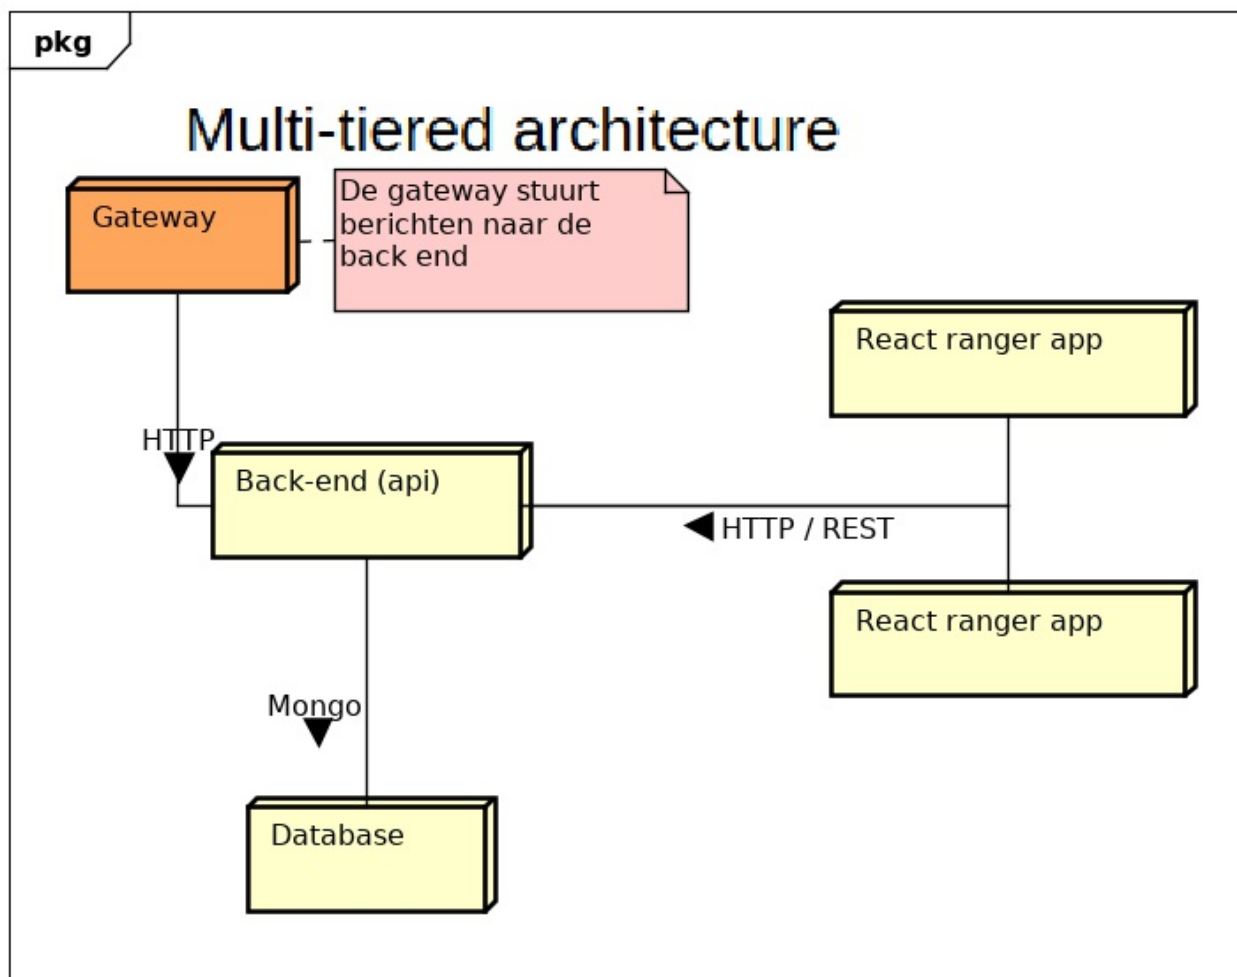 pkg
Multi-tiered architecture
Gateway
De gateway stuurt
berichten naar de
back end
React ranger app
HTTP
Back-end (api)
HTTP / REST
React ranger app
Mongo
Database